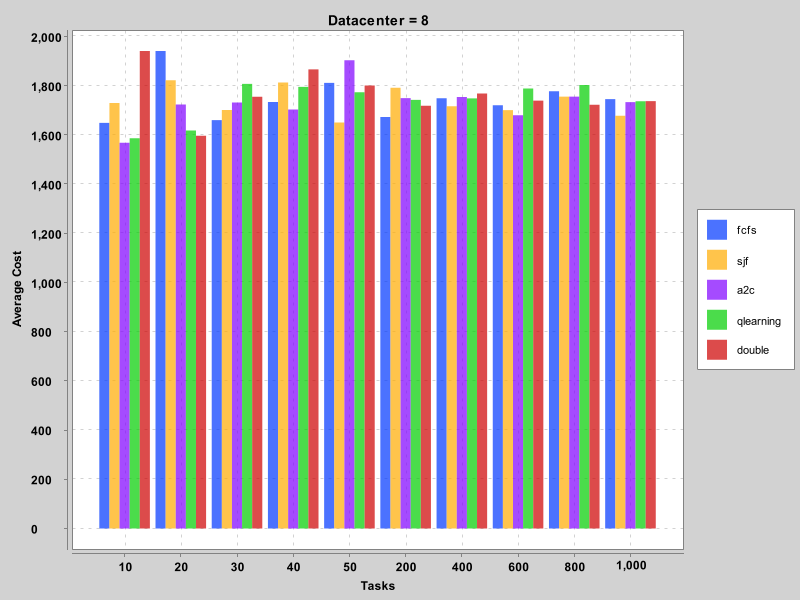 Datacenter = 8
2,000
1,800
1,600
1,400
1,200
1,000
800
600
400
200
0
Average Cost
10 20 30 40 50 200 400 600 800 1,000
Tasks
fcfs
sjf
a2c
qlearning
double